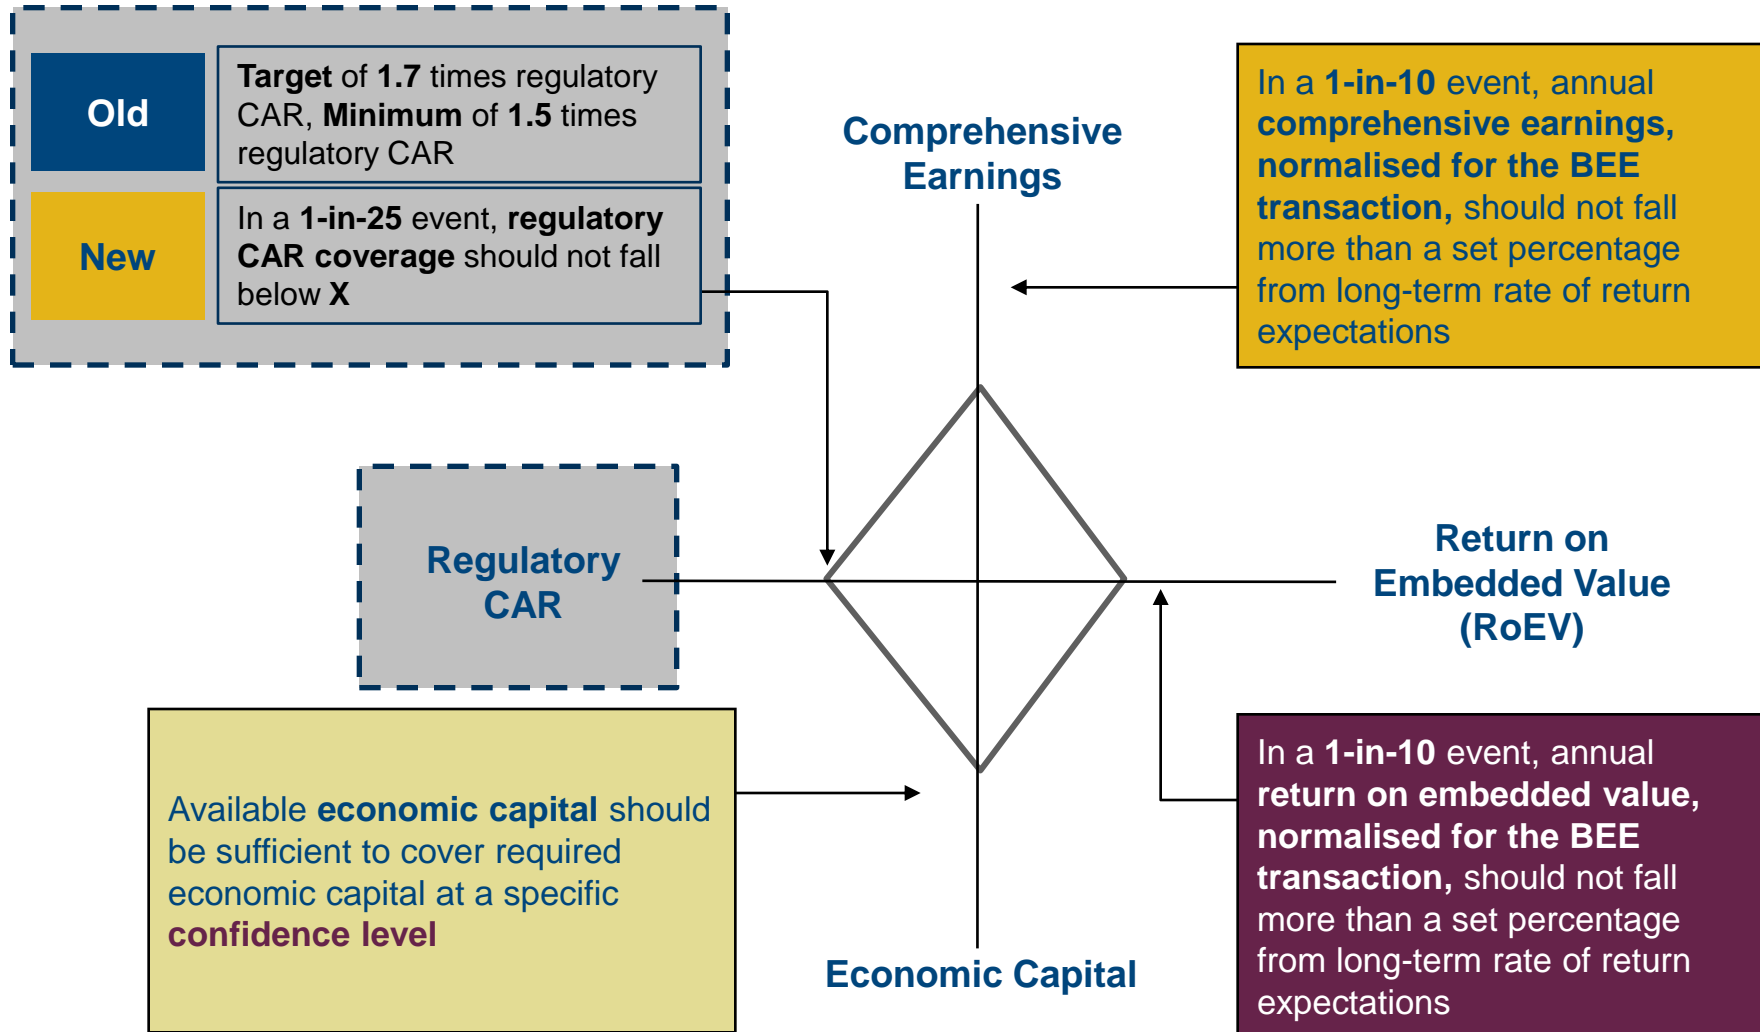 Old
Target of 1.7 times regulatory
CAR, Minimum of 1.5 times
regulatory CAR
New
In a 1-in-25 event, regulatory
CAR coverage should not fall
below X
Comprehensive
Earnings
In a 1-in-10 event, annual
comprehensive earnings,
normalised for the BEE
transaction, should not fall
more than a set percentage
from long-term rate of return
expectations
Regulatory
CAR
Return on
Embedded Value
(RoEV)
Available economic capital should
be sufficient to cover required
economic capital at a specific
confidence level
Economic Capital
In a 1-in-10 event, annual
return on embedded value,
normalised for the BEE
transaction, should not fall
more than a set percentage
from long-term rate of return
expectations